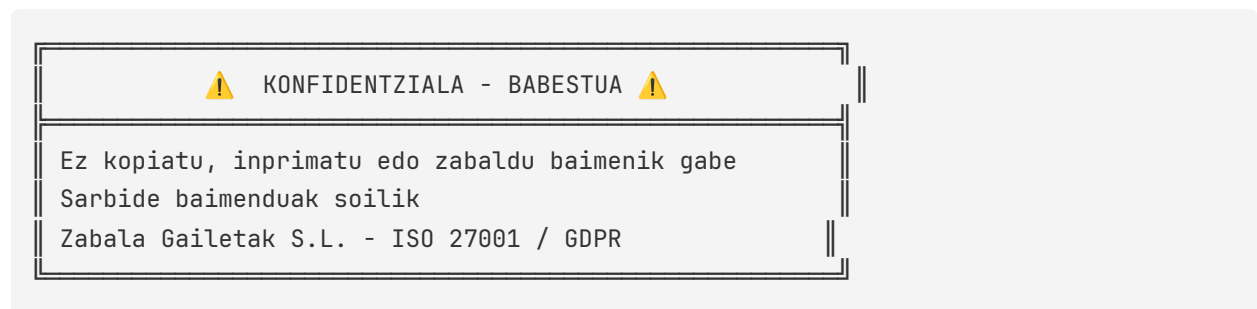 ⚠️ KONFIDENTZIALA - BABESTUA ⚠️
Ez kopiatu, inprimatu edo zabaldu baimenik gabe
Sarbide baimenduak soilik
Zabala Gailetak S.L. - ISO 27001 / GDPR